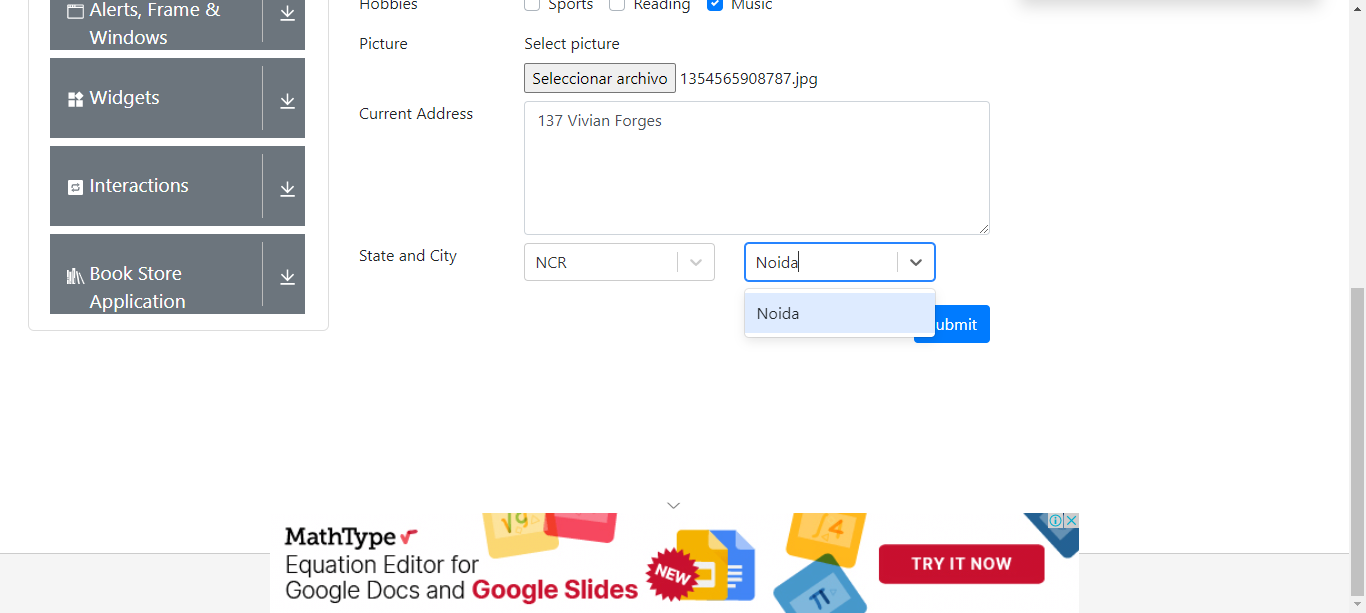 Alerts, Frame &
Windows
Widgets
Interactions
Book Store
Application
Hobbies Sports Reading Music
Picture Select picture
Seleccionar archivo 1354565908787.jpg
Current Address 137 Vivian Forges
State and City NCR Noida
Noida
ubmit
MathType
Equation Editor for
Google Docs and Google Slides
NEW
√9
√4
π
TRY IT NOW